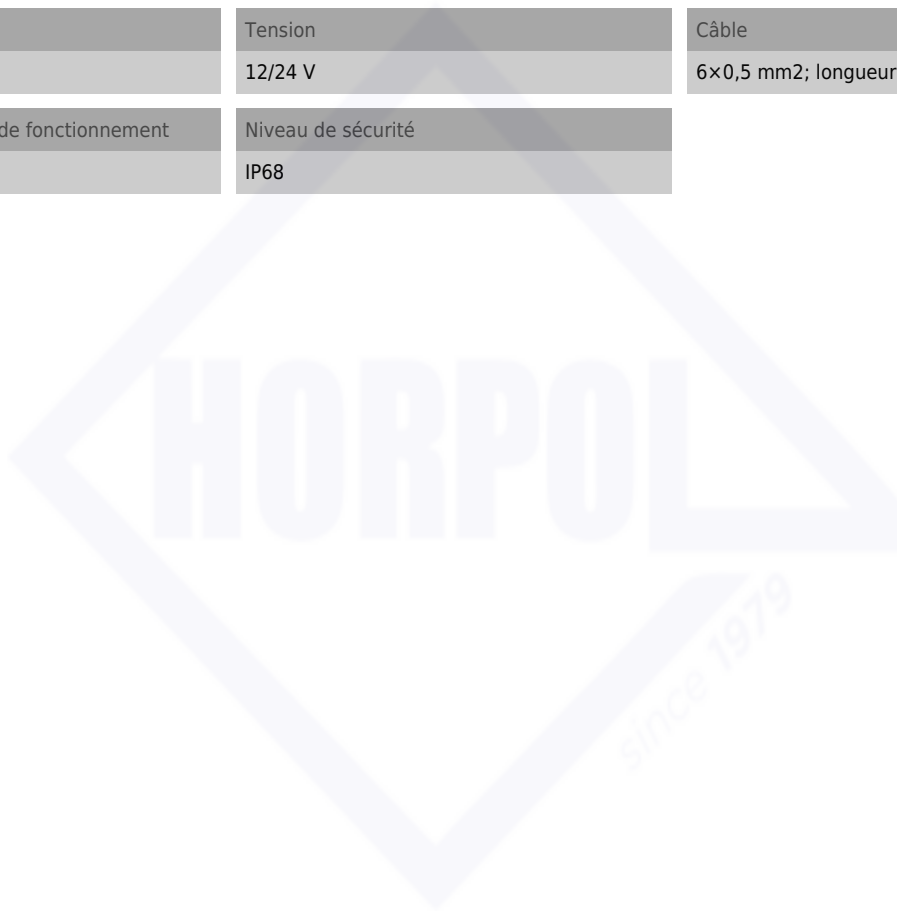 Tension
Câble
12/24 V
6×0,5 mm2; longueur
de fonctionnement
Niveau de sécurité
IP68
HORPOL
since 1979